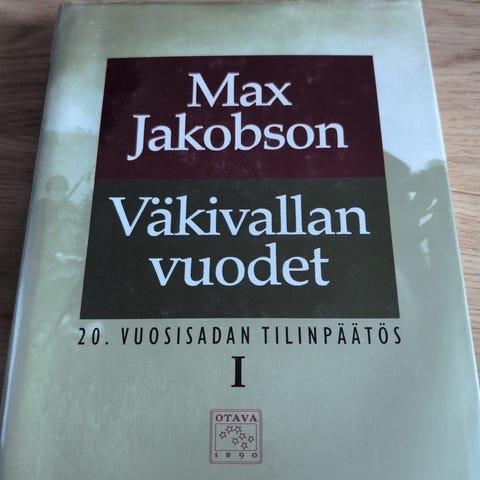 Max
Jakobson
Väkivallan
vuodet
20. VUOSISADAN TILINPÄÄTÖS
I
OTAVA
1890